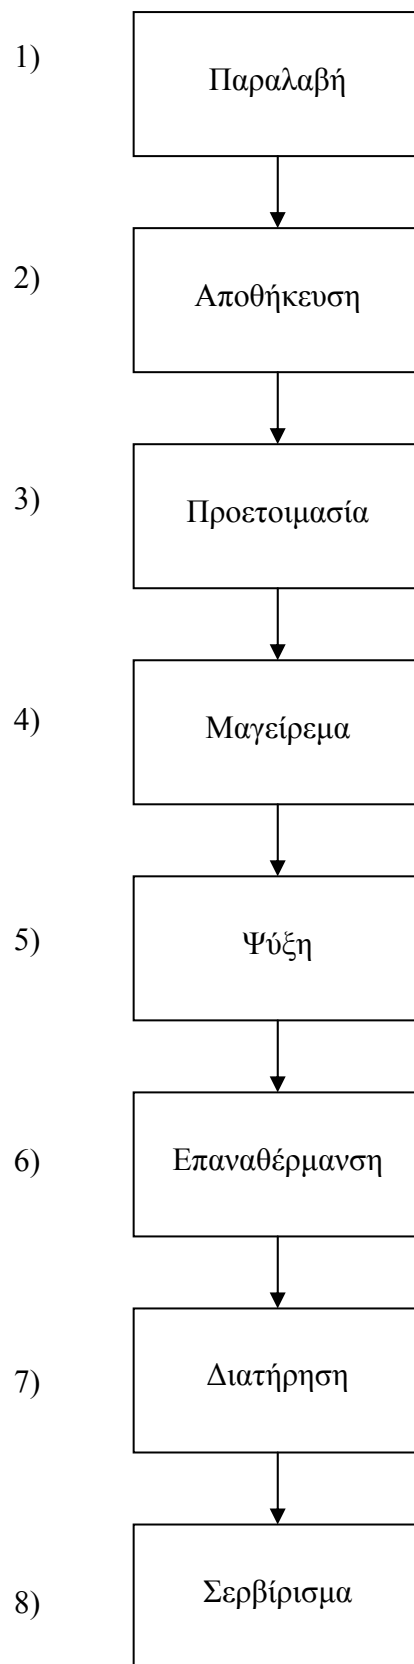 1) Παραλαβή
2) Αποθήκευση
3) Προετοιμασία
4) Μαγείρεμα
5) Ψύξη
6) Επαναθέρμανση
7) Διατήρηση
8) Σερβίρισμα